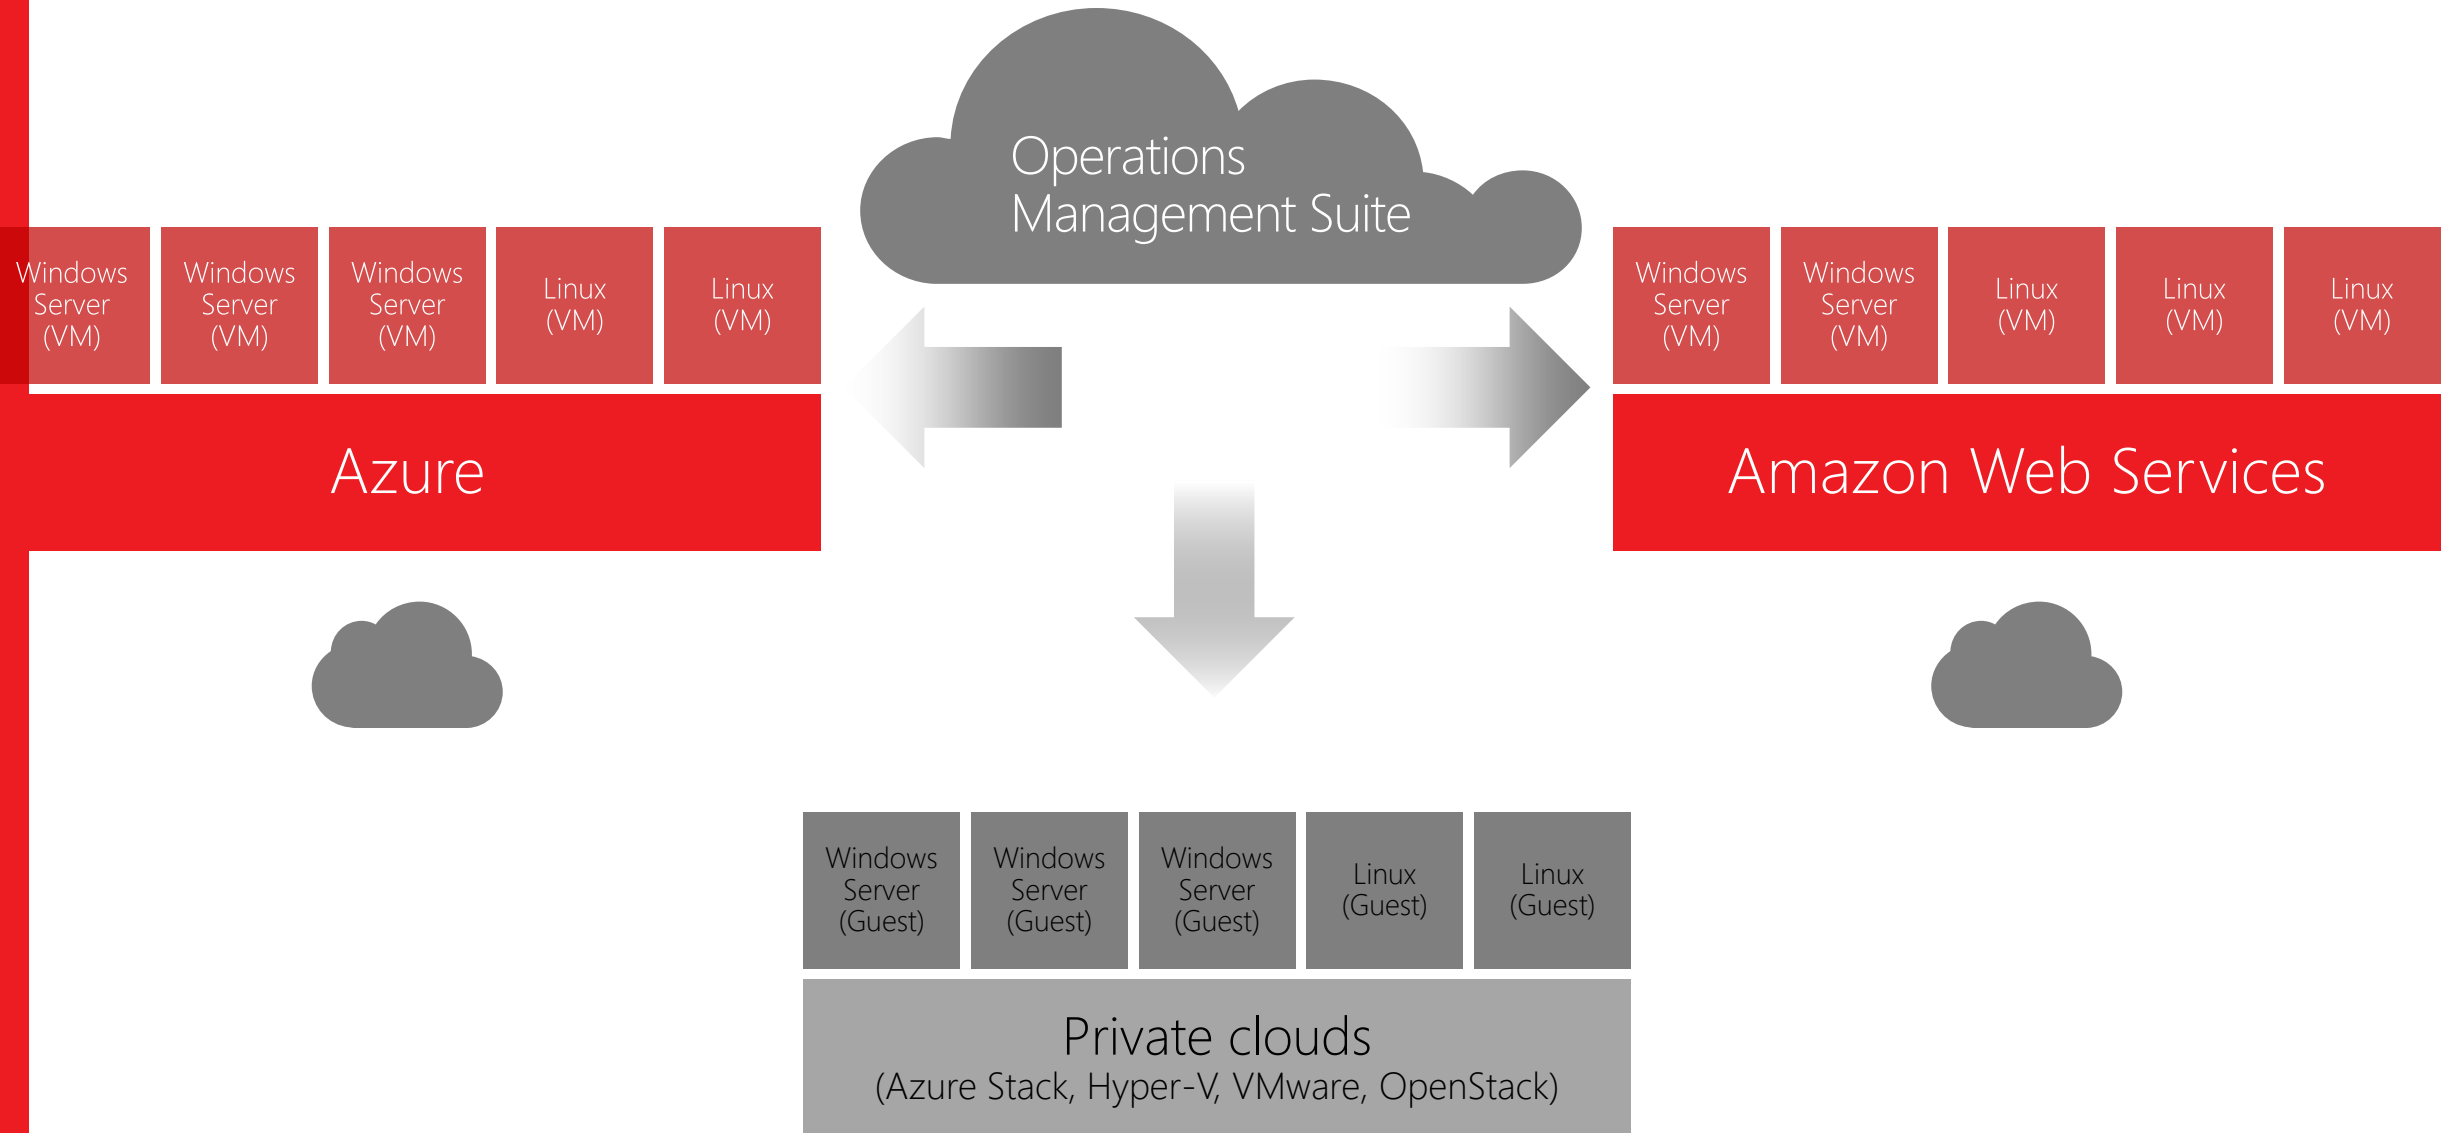 Operations
Management Suite
Windows
Server
(VM)
Windows
Server
(VM)
Windows
Server
(VM)
Linux
(VM)
Linux
(VM)
Azure
Windows
Server
(VM)
Windows
Server
(VM)
Linux
(VM)
Linux
(VM)
Linux
(VM)
Amazon Web Services
Windows
Server
(Guest)
Windows
Server
(Guest)
Windows
Server
(Guest)
Linux
(Guest)
Linux
(Guest)
Private clouds
(Azure Stack, Hyper-V, VMware, OpenStack)